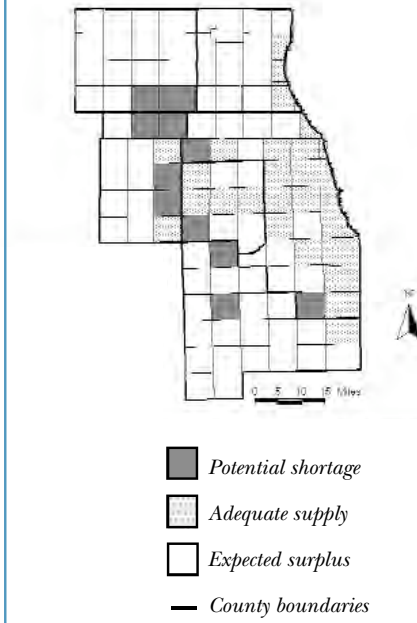 N
0 5 10 15 Miles
Potential shortage
Adequate supply
Expected surplus
County boundaries